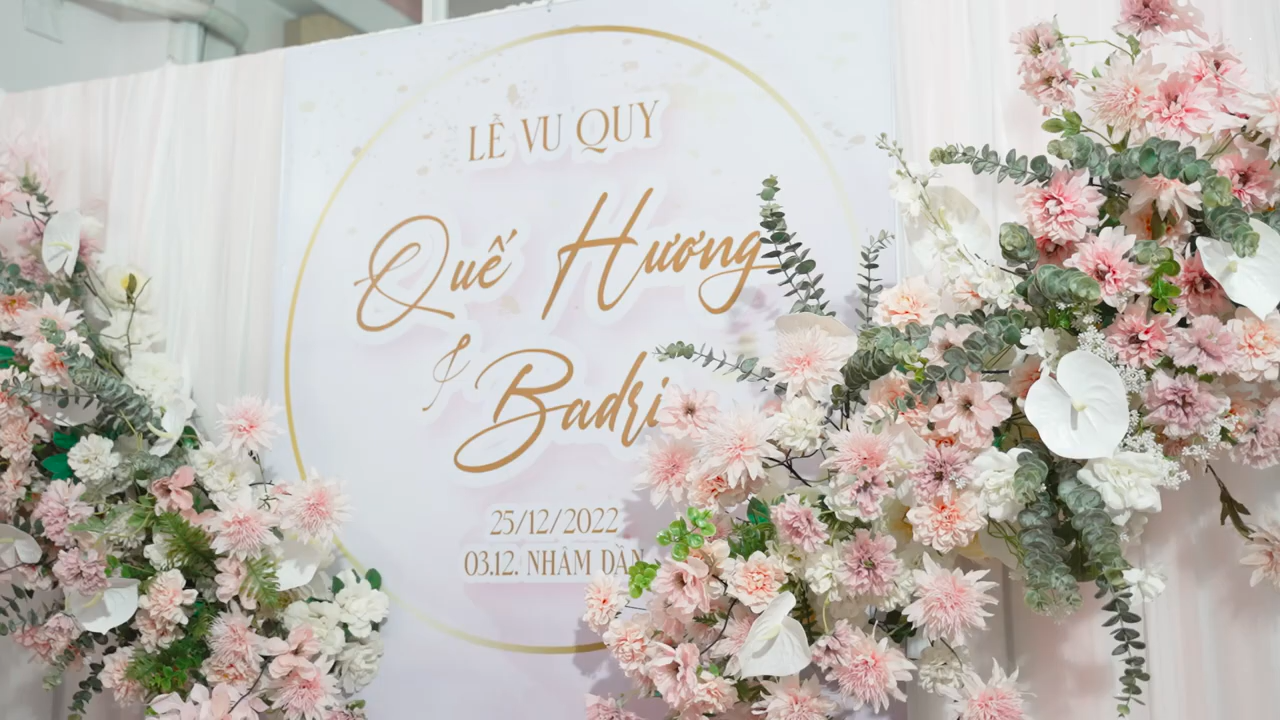 LỄ VU QUY
Quế Hương
&
Badri
25/12/2022
03.12. NHÂM DẦN